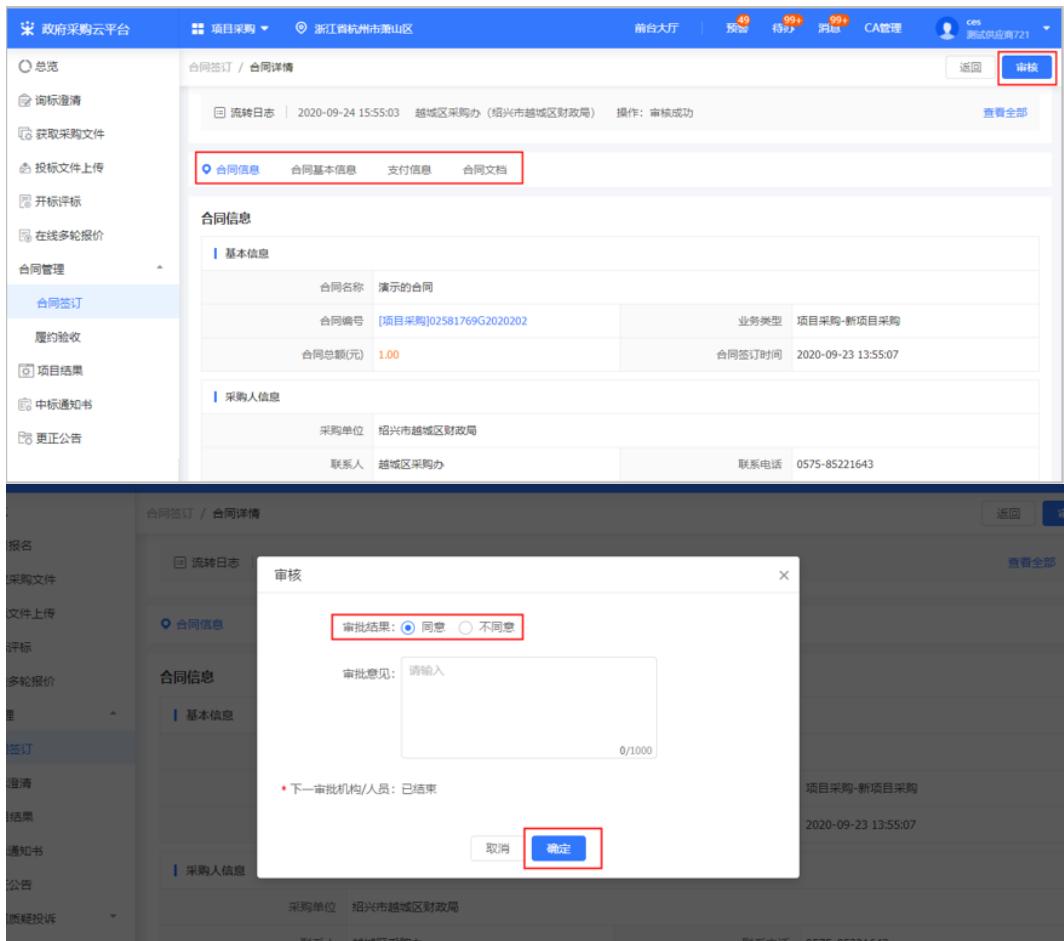 政府采购云平台 项目采购 浙江省杭州市萧山区 前台大厅 预警 49 待办 99+ 消息 99+ CA管理 ces
测试供应商721
总览 合同签订 / 合同详情 返回 审核
询标澄清
流转日志 2020-09-24 15:55:03 越城区采购办（绍兴市越城区财政局） 操作：审核成功 查看全部
获取采购文件
投标文件上传 合同信息 合同基本信息 支付信息 合同文档
开标评标
合同信息
在线多轮报价
基本信息
合同管理
合同名称 演示的合同
合同签订
合同编号 [项目采购]02581769G2020202 业务类型 项目采购-新项目采购
履约验收
合同总额(元) 1.00 合同签订时间 2020-09-23 13:55:07
项目结果
采购人信息
中标通知书
采购单位 绍兴市越城区财政局
更正公告
联系人 越城区采购办 联系电话 0575-85221643
合同签订 / 合同详情 返回
报名
流转日志 查看全部
采购文件
审核
文件上传
合同信息
审批结果： 同意 不同意
评标
多轮报价
合同信息
审批意见： 请输入
基本信息
签订
0/1000
澄清
* 下一审批机构/人员： 已结束
项目采购-新项目采购
结果
2020-09-23 13:55:07
通知书
取消 确定
采购人信息
公告
采购单位 绍兴市越城区财政局
质疑投诉